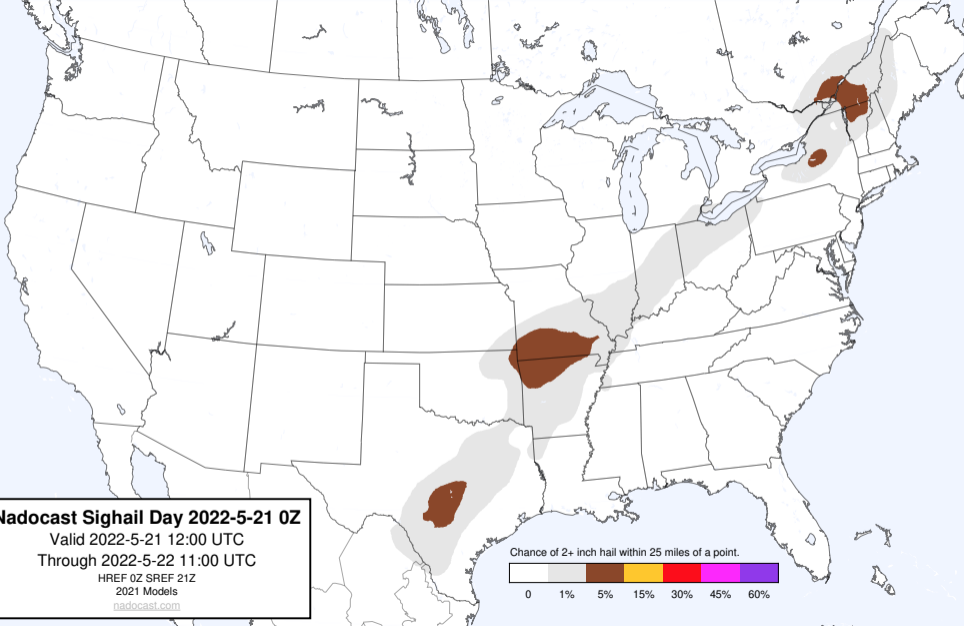 Nadocast Sighail Day 2022-5-21 0Z
Valid 2022-5-21 12:00 UTC
Through 2022-5-22 11:00 UTC
HREF 0Z SREF 21Z
2021 Models
nadocast.com
Chance of 2+ inch hail within 25 miles of a point.
0 1% 5% 15% 30% 45% 60%